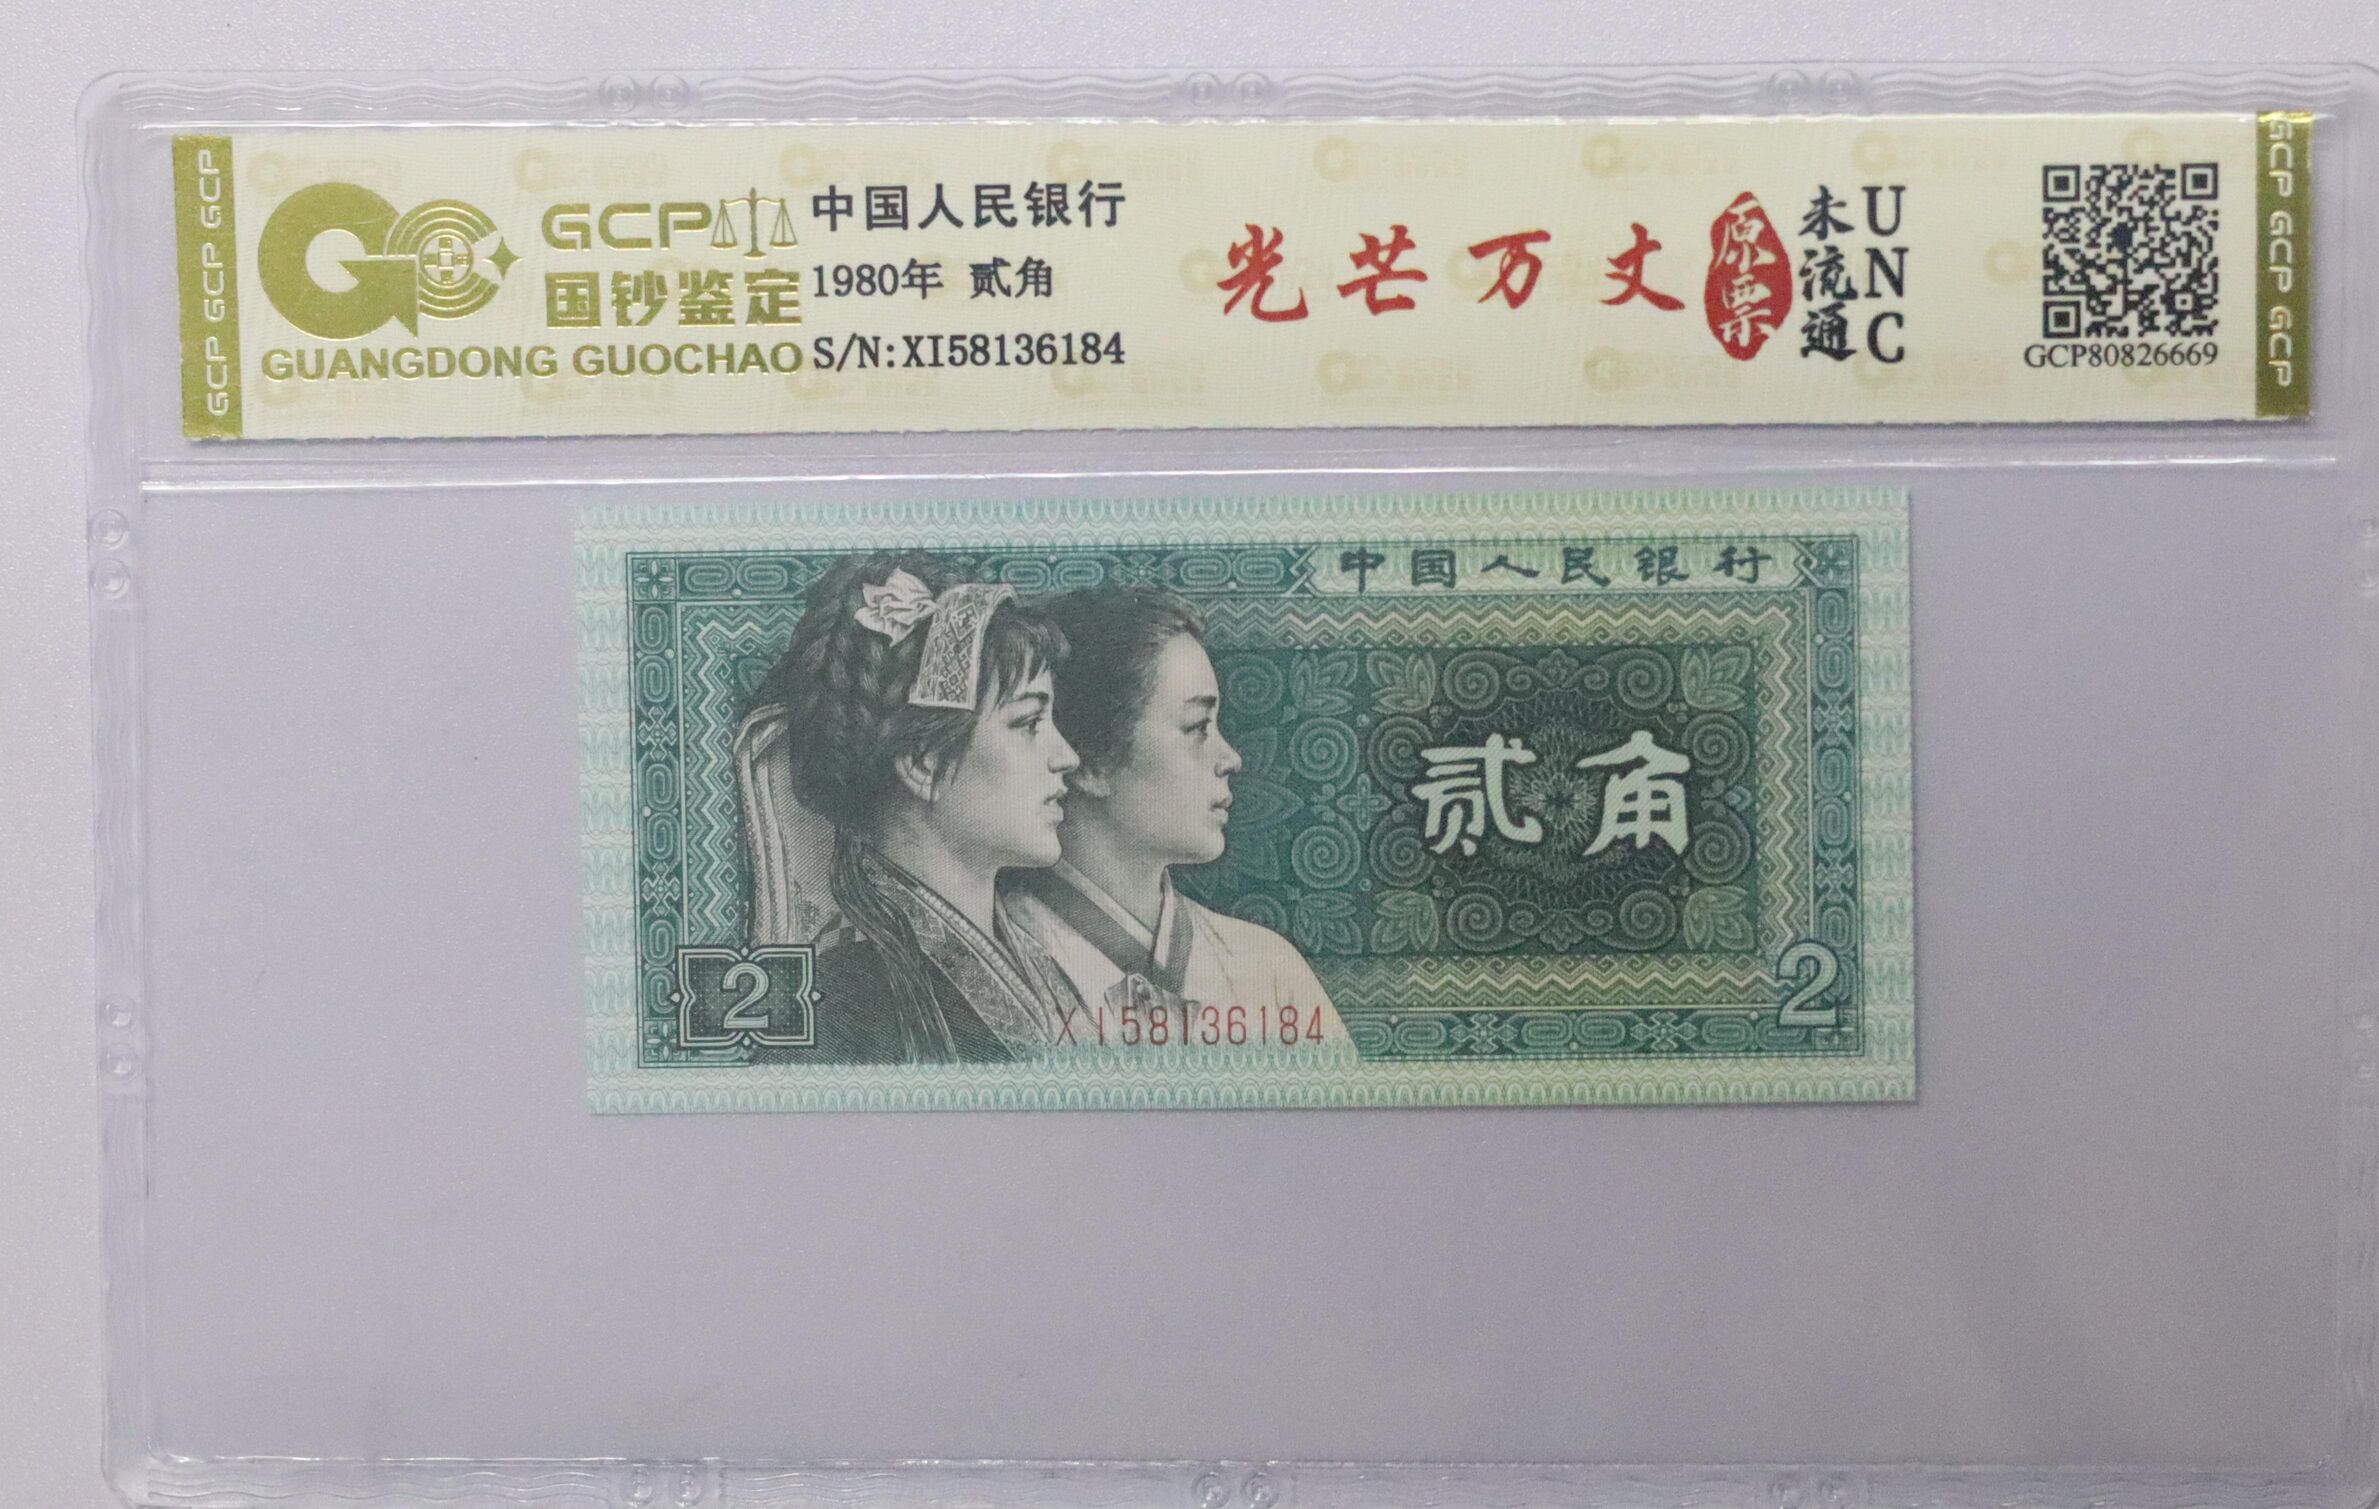 GCP GCP GCP
GCP
国钞鉴定
GUANGDONG GUOCHAO
中国人民银行
1980年 贰角
S/N:XI58136184
光芒万丈
原票
未流通
UNC
GCP80826669
GCP GCP GCP
中国人民银行
贰角
2
XI58136184
2